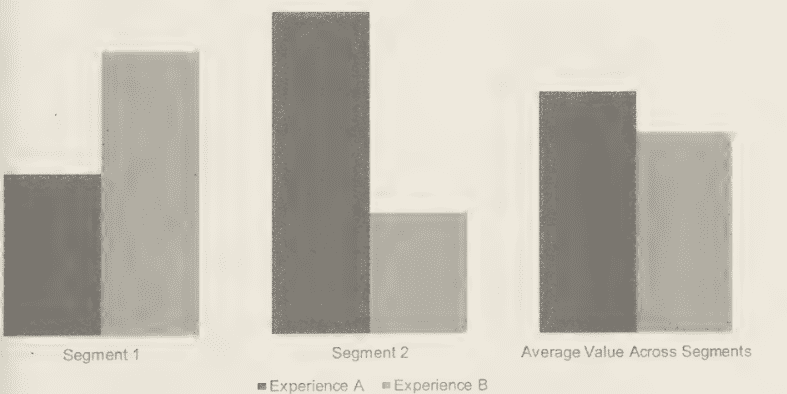 Segment 1
Segment 2
Average Value Across Segments
Experience A
Experience B